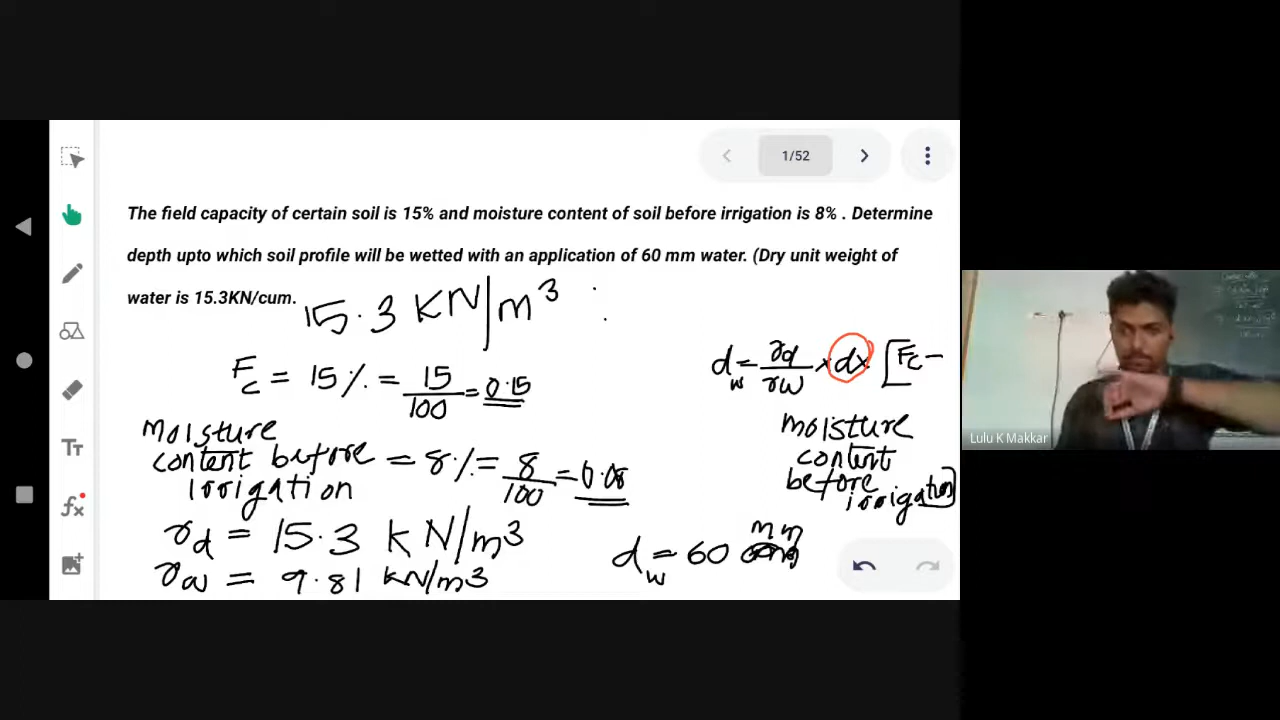 1/52
The field capacity of certain soil is 15% and moisture content of soil before irrigation is 8% . Determine
depth upto which soil profile will be wetted with an application of 60 mm water. (Dry unit weight of
water is 15.3KN/cum.
15.3 KN/m³
Fc = 15% = 15/100 = 0.15
dw = γd/γw × dx [Fc –
moisture
content
before
irrigation]
moisture
content before = 8% = 8/100 = 0.08
irrigation
γd = 15.3 KN/m³
γw = 9.81 KN/m³
dw = 60 mm
Tт
fx
Lulu K Makkar